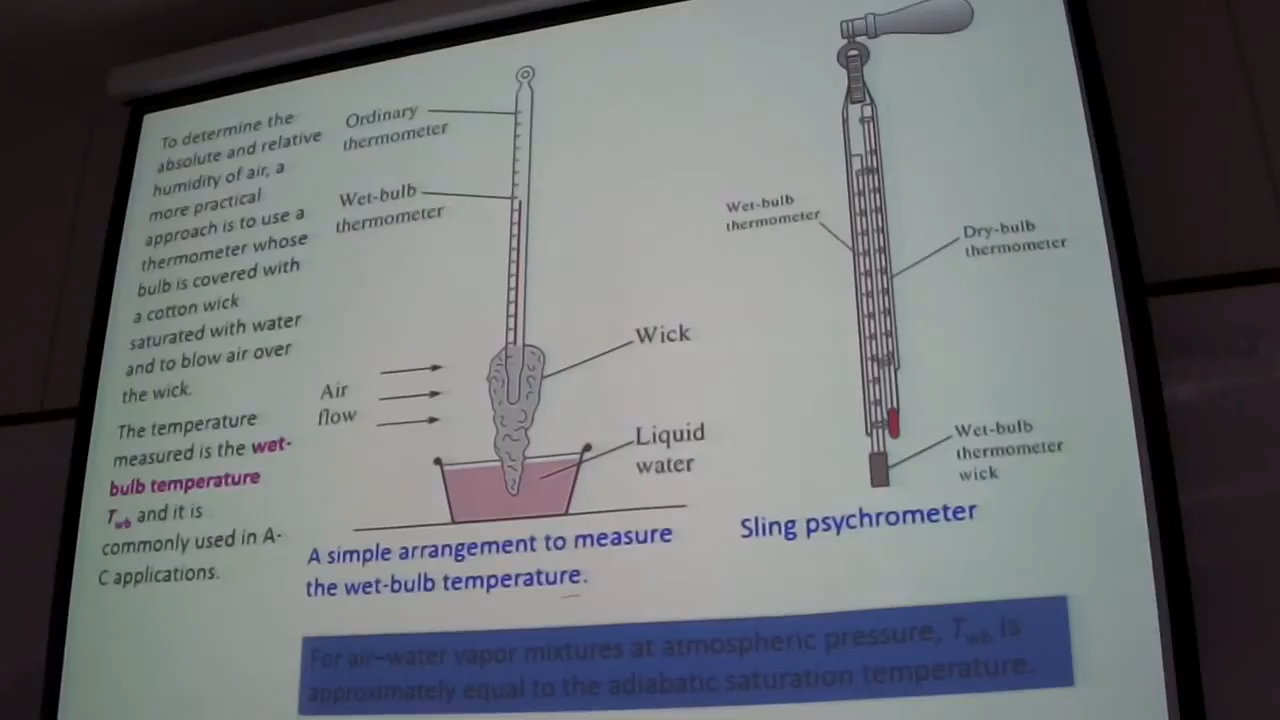 To determine the
absolute and relative
humidity of air, a
more practical
approach is to use a
thermometer whose
bulb is covered with
a cotton wick
saturated with water
and to blow air over
the wick.
The temperature
measured is the wet-
bulb temperature
Twb and it is
commonly used in A-
C applications.
Ordinary
thermometer
Wet-bulb
thermometer
Air
flow
Wick
Liquid
water
A simple arrangement to measure
the wet-bulb temperature.
Wet-bulb
thermometer
Dry-bulb
thermometer
Wet-bulb
thermometer
wick
Sling psychrometer
For air–water vapor mixtures at atmospheric pressure, Twb is
approximately equal to the adiabatic saturation temperature.